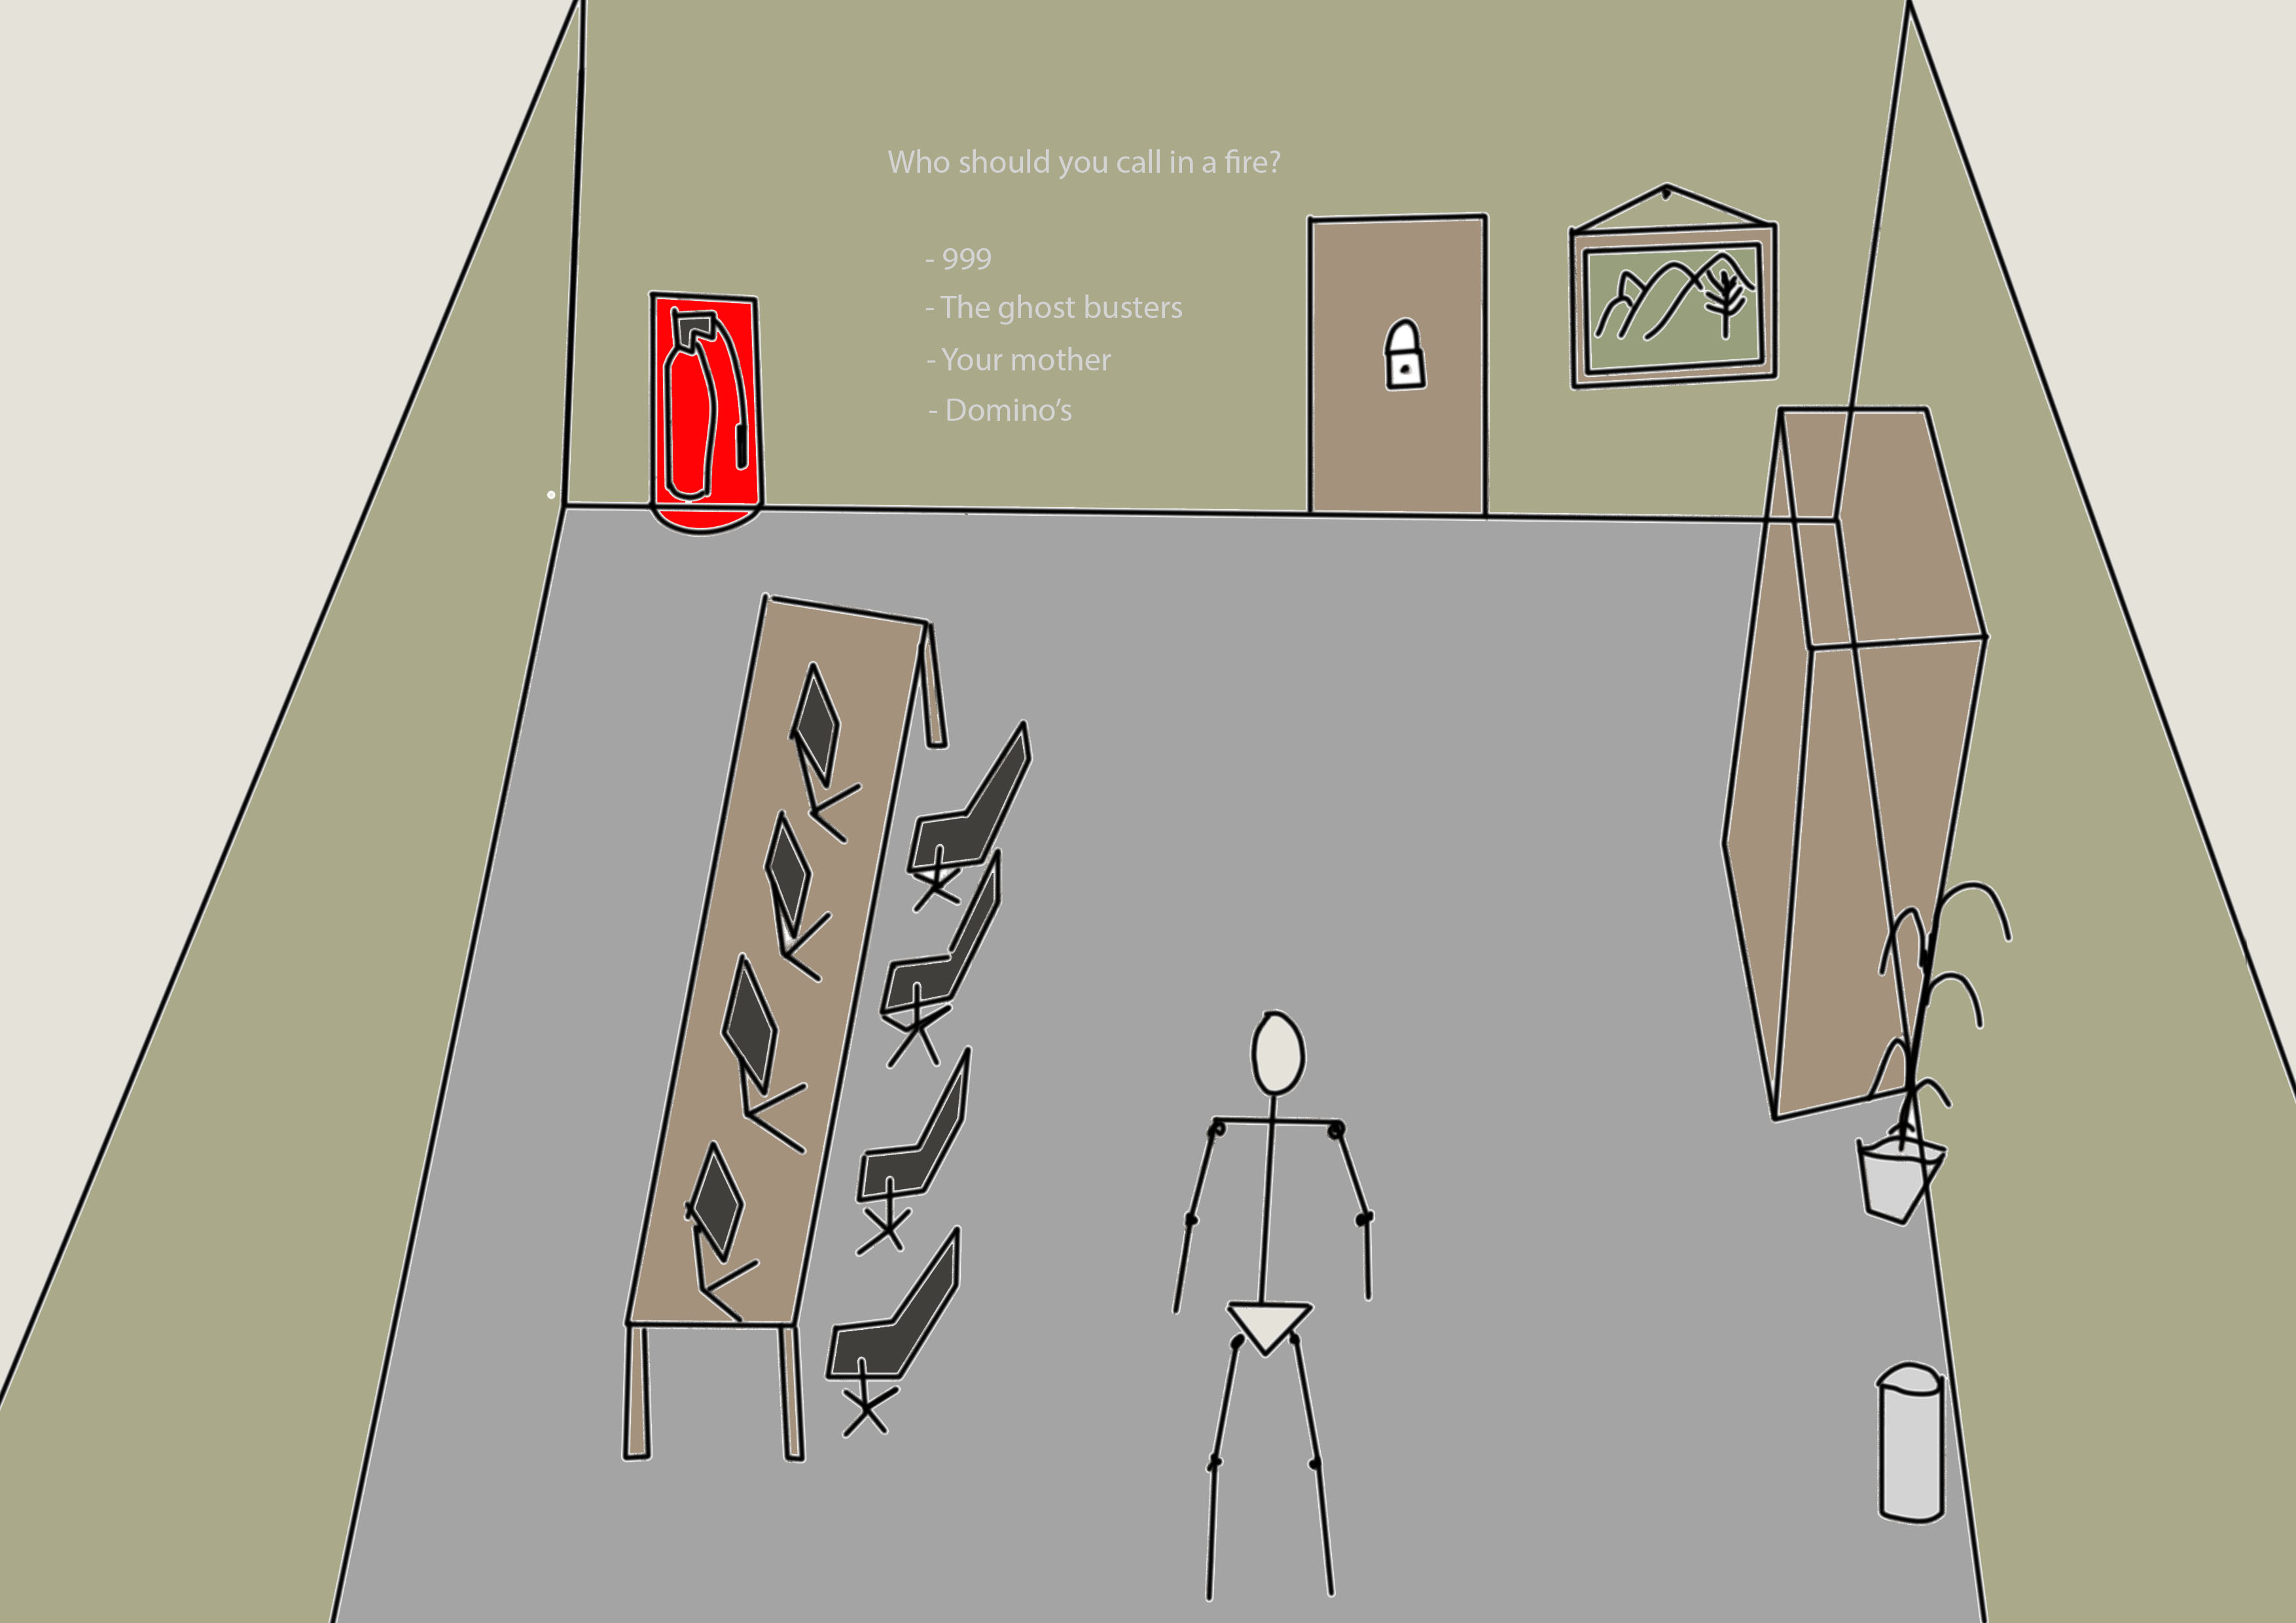 Who should you call in a fire?
- 999
- The ghost busters
- Your mother
- Domino’s